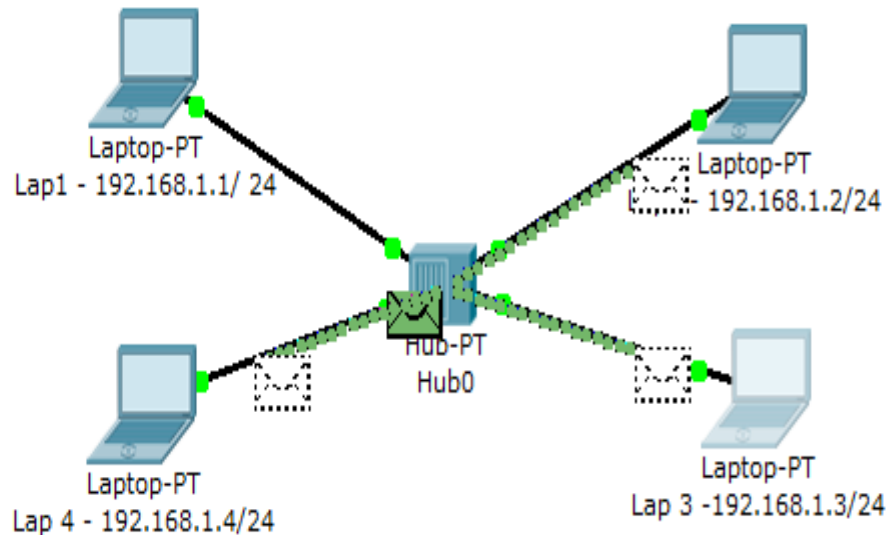 Laptop-PT
Lap1 - 192.168.1.1/ 24
Laptop-PT
- 192.168.1.2/24
Hub-PT
Hub0
Laptop-PT
Lap 4 - 192.168.1.4/24
Laptop-PT
Lap 3 -192.168.1.3/24